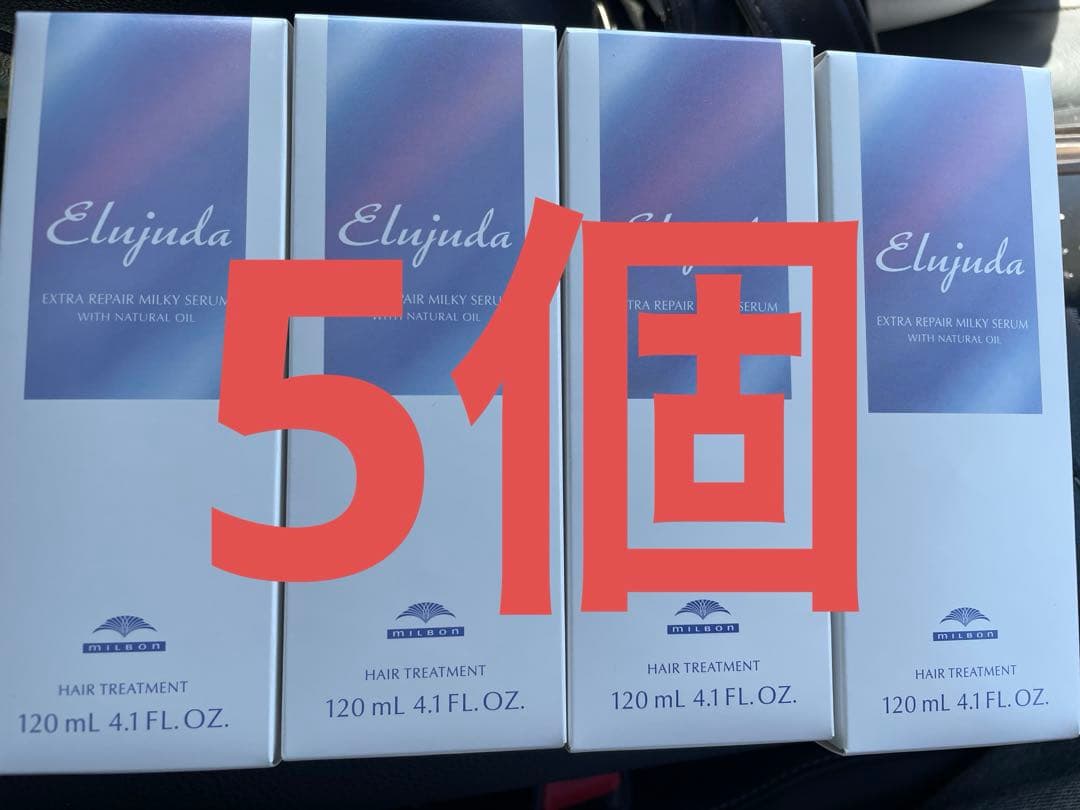 Elujuda
EXTRA REPAIR MILKY SERUM
WITH NATURAL OIL
MILBON
HAIR TREATMENT
120 mL 4.1 FL. OZ.
Elujuda
REPAIR MILKY SERU
WITH NATURAL OIL
MILBON
HAIR TREATMENT
120 mL 4.1 FL. OZ.
REPAIR SERUM
MILBON
HAIR TREATMENT
120 mL 4.1 FL. OZ.
Elujuda
EXTRA REPAIR MILKY SERUM
WITH NATURAL OIL
MILBON
HAIR TREATMENT
120 mL 4.1 FL. OZ.
5個